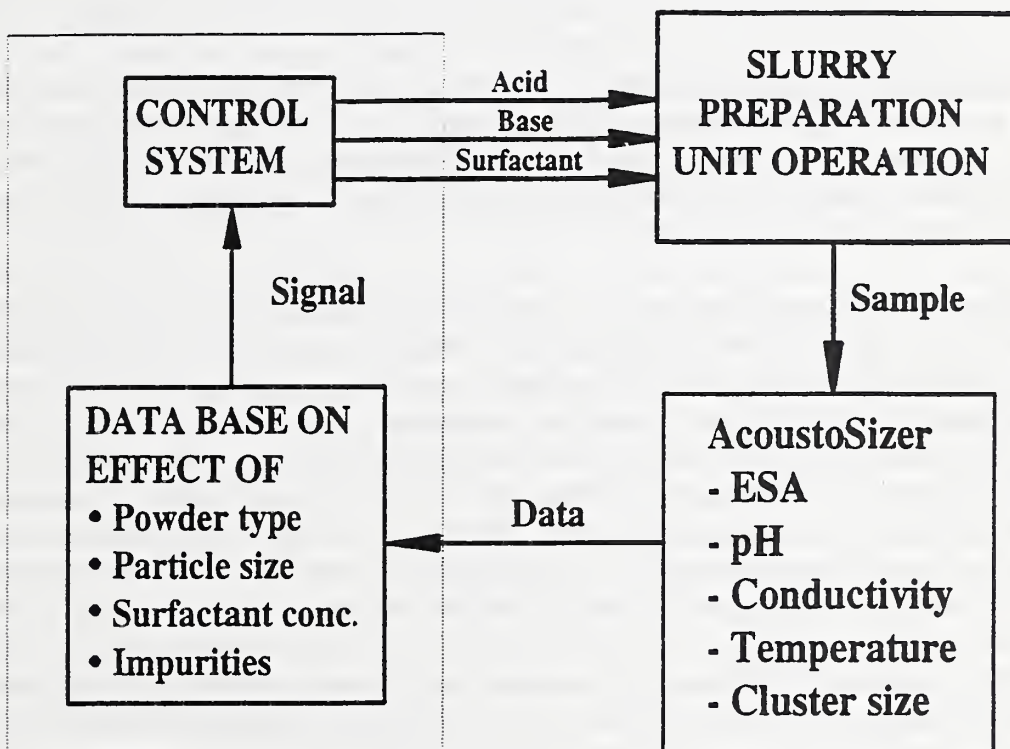 CONTROL
SYSTEM
Acid
Base
Surfactant
SLURRY
PREPARATION
UNIT OPERATION
Signal
Sample
DATA BASE ON
EFFECT OF
• Powder type
• Particle size
• Surfactant conc.
• Impurities
Data
AcoustoSizer
- ESA
- pH
- Conductivity
- Temperature
- Cluster size